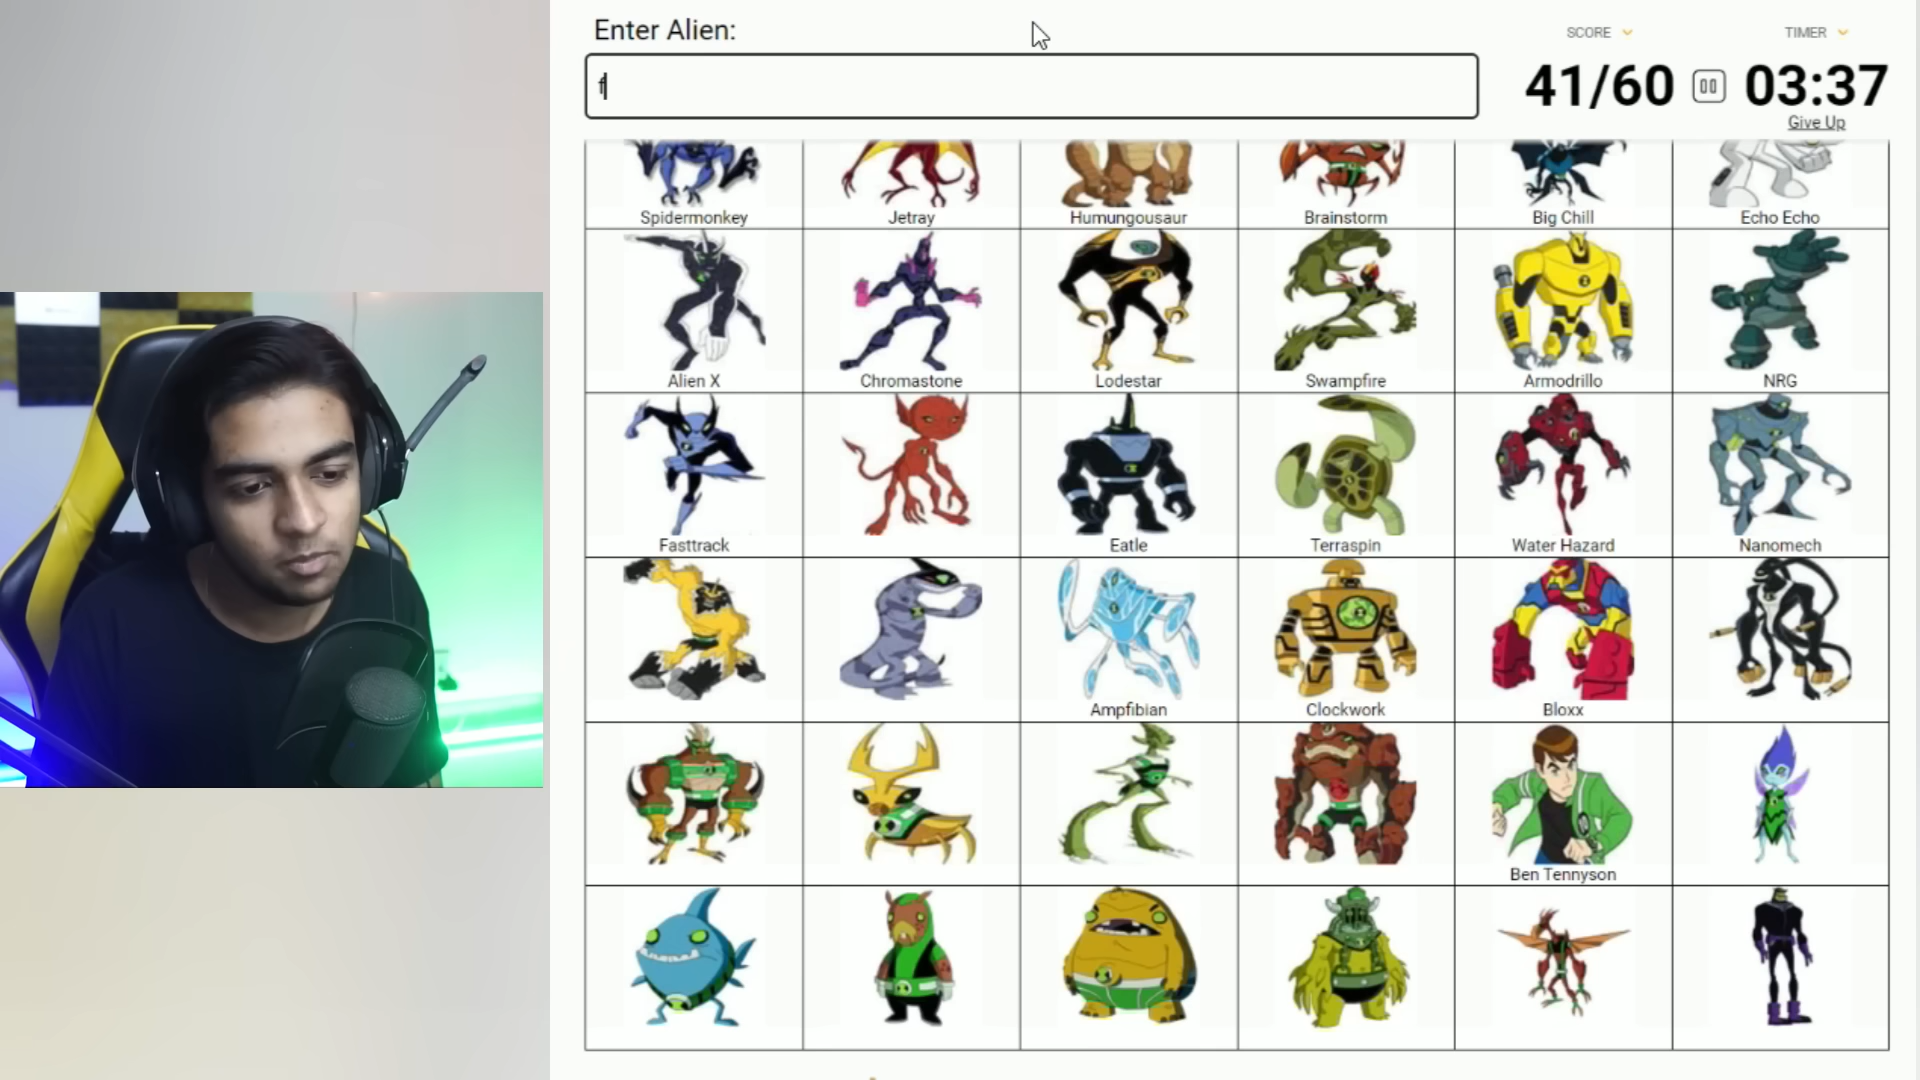 Enter Alien:
SCORE
TIMER
f
41/60
03:37
Give Up
Spidermonkey
Jetray
Humungousaur
Brainstorm
Big Chill
Echo Echo
Alien X
Chromastone
Lodestar
Swampfire
Armodrillo
NRG
Fasttrack
Eatle
Terraspin
Water Hazard
Nanomech
Ampfibian
Clockwork
Bloxx
Ben Tennyson